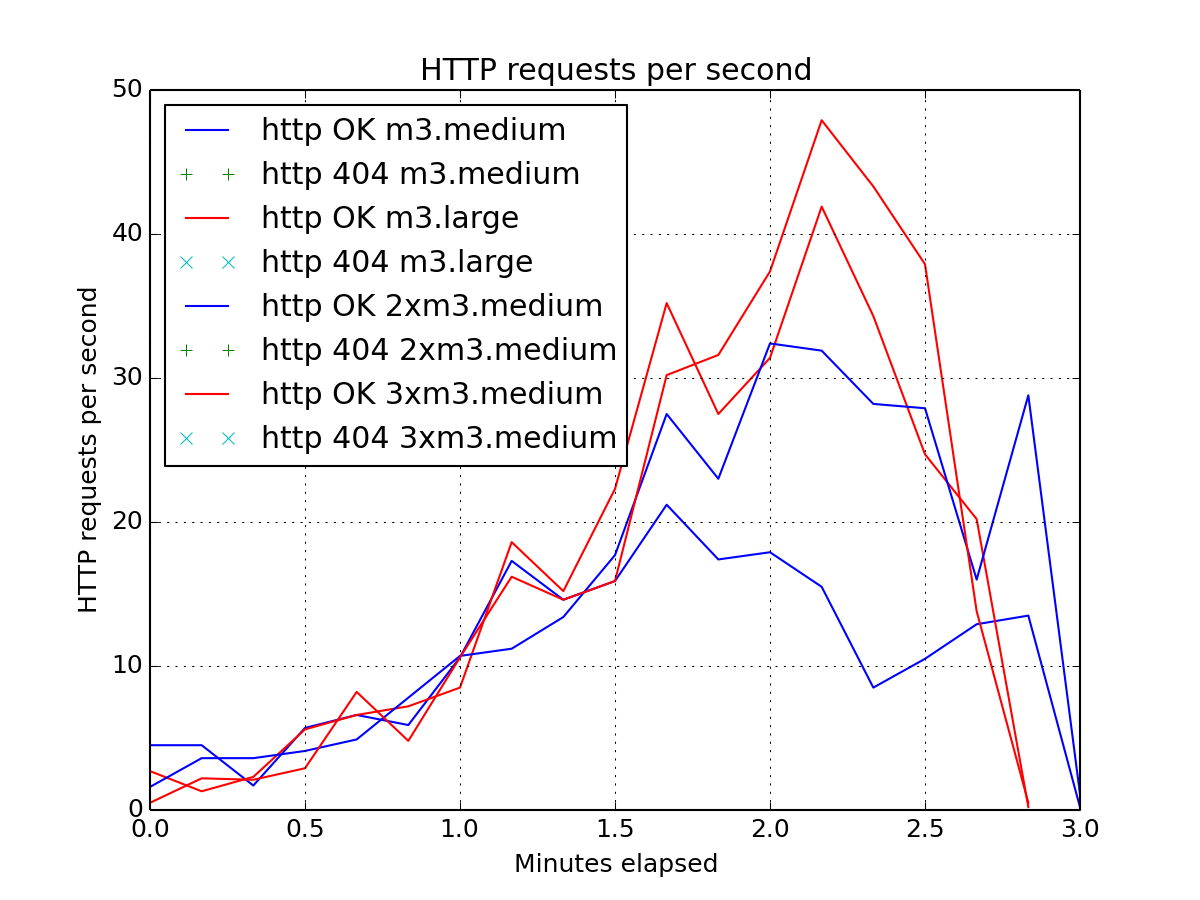 HTTP requests per second
50
40
30
20
10
0
HTTP requests per second
http OK m3.medium
http 404 m3.medium
http OK m3.large
http 404 m3.large
http OK 2xm3.medium
http 404 2xm3.medium
http OK 3xm3.medium
http 404 3xm3.medium
0.0 0.5 1.0 1.5 2.0 2.5 3.0
Minutes elapsed